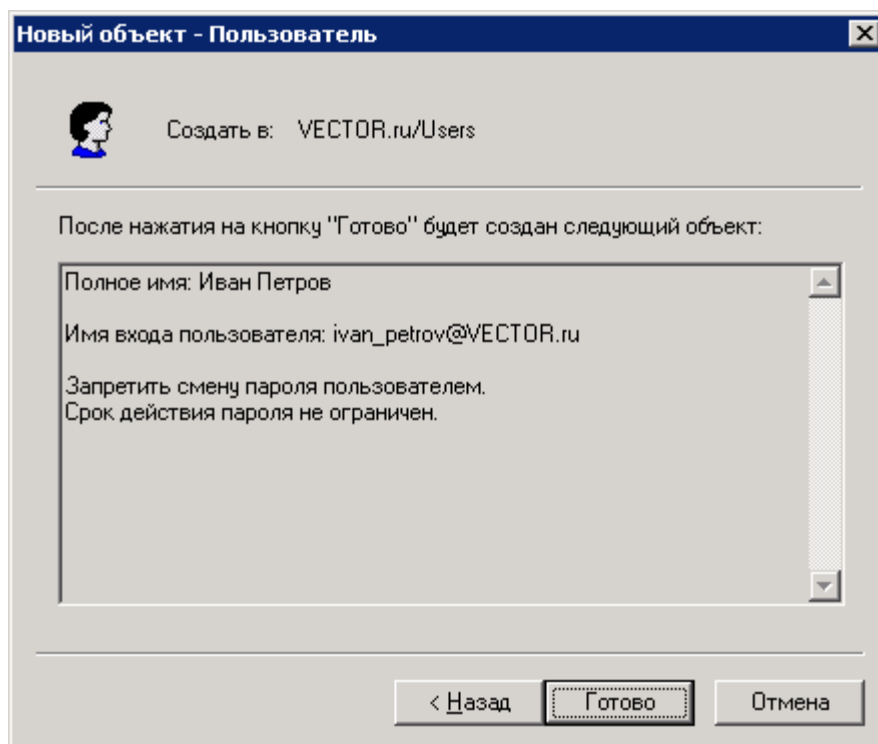 Новый объект - Пользователь
Создать в: VECTOR.ru/Users
После нажатия на кнопку "Готово" будет создан следующий объект:
Полное имя: Иван Петров
Имя входа пользователя: ivan_petrov@VECTOR.ru
Запретить смену пароля пользователем.
Срок действия пароля не ограничен.
< Назад Готово Отмена